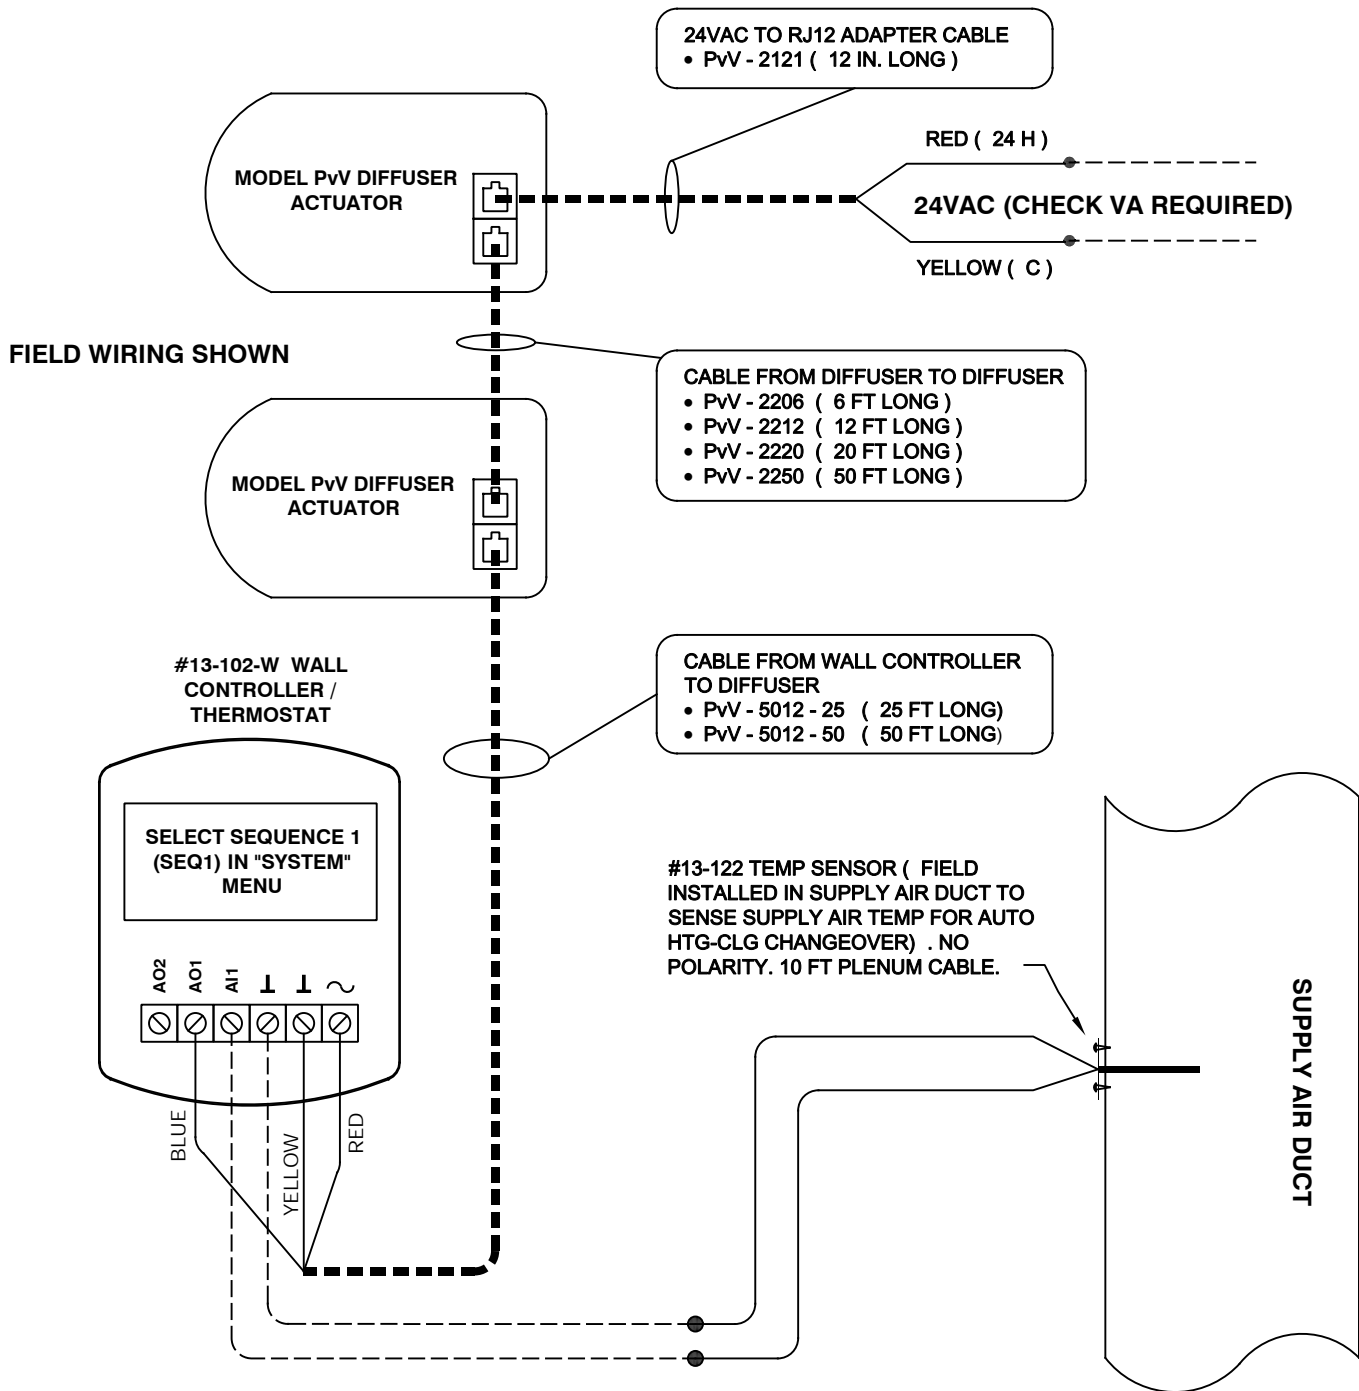 24VAC TO RJ12 ADAPTER CABLE
• PvV - 2121 ( 12 IN. LONG )
RED ( 24 H )
MODEL PvV DIFFUSER
ACTUATOR
24VAC (CHECK VA REQUIRED)
YELLOW ( C )
FIELD WIRING SHOWN
CABLE FROM DIFFUSER TO DIFFUSER
• PvV - 2206 ( 6 FT LONG )
• PvV - 2212 ( 12 FT LONG )
• PvV - 2220 ( 20 FT LONG )
• PvV - 2250 ( 50 FT LONG )
MODEL PvV DIFFUSER
ACTUATOR
#13-102-W WALL
CONTROLLER /
THERMOSTAT
CABLE FROM WALL CONTROLLER
TO DIFFUSER
• PvV - 5012 - 25 ( 25 FT LONG)
• PvV - 5012 - 50 ( 50 FT LONG)
SELECT SEQUENCE 1
(SEQ1) IN "SYSTEM"
MENU
#13-122 TEMP SENSOR ( FIELD
INSTALLED IN SUPPLY AIR DUCT TO
SENSE SUPPLY AIR TEMP FOR AUTO
HTG-CLG CHANGEOVER) . NO
POLARITY. 10 FT PLENUM CABLE.
AO2
AO1
AI1
BLUE
YELLOW
RED
SUPPLY AIR DUCT